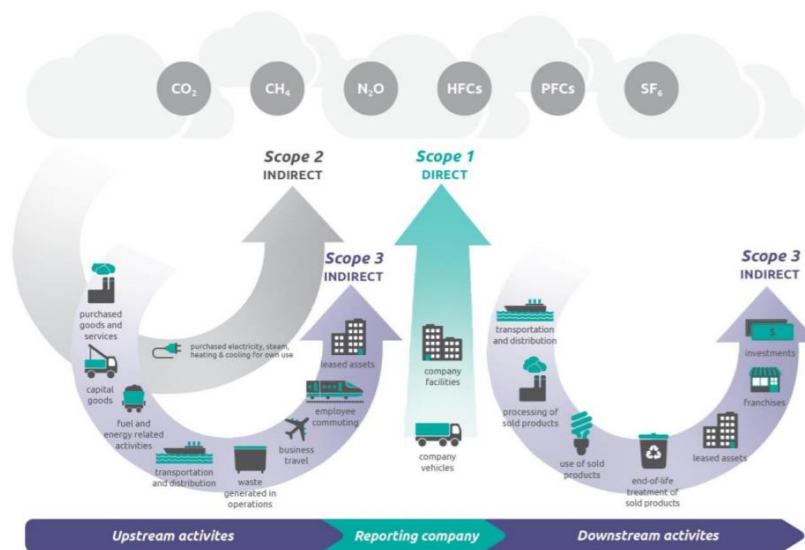 CO₂
CH₄
N₂O
HFCs
PFCs
SF₆
Scope 2
INDIRECT
Scope 1
DIRECT
Scope 3
INDIRECT
Scope 3
INDIRECT
purchased
goods and
services
capital
goods
fuel and
energy related
activities
transportation
and distribution
waste
generated in
operations
business
travel
employee
commuting
leased assets
purchased electricity, steam,
heating & cooling for own use
company
facilities
company
vehicles
transportation
and distribution
processing of
sold products
use of sold
products
end-of-life
treatment of
sold products
leased assets
franchises
$
investments
Upstream activites
Reporting company
Downstream activites